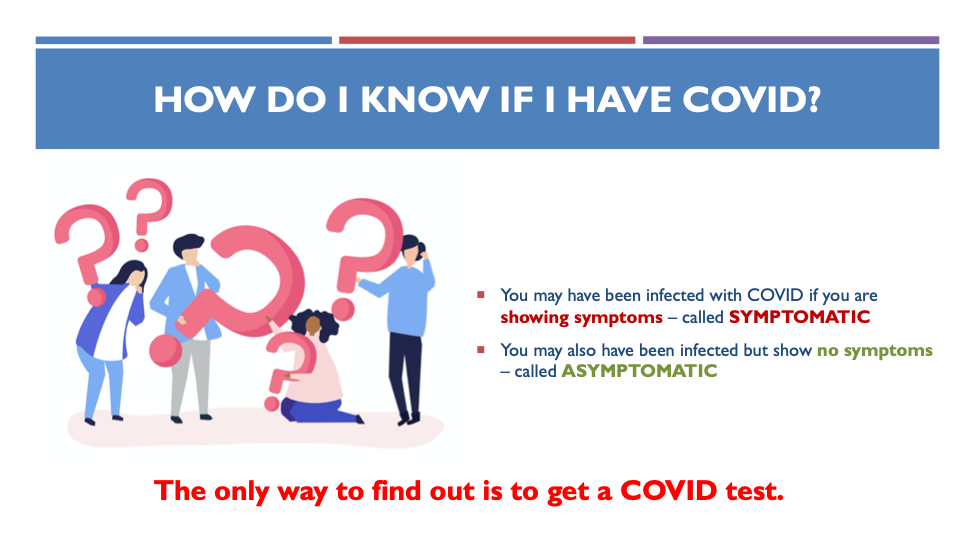 HOW DO I KNOW IF I HAVE COVID?
▪ You may have been infected with COVID if you are
showing symptoms – called SYMPTOMATIC
▪ You may also have been infected but show no symptoms
– called ASYMPTOMATIC
The only way to find out is to get a COVID test.